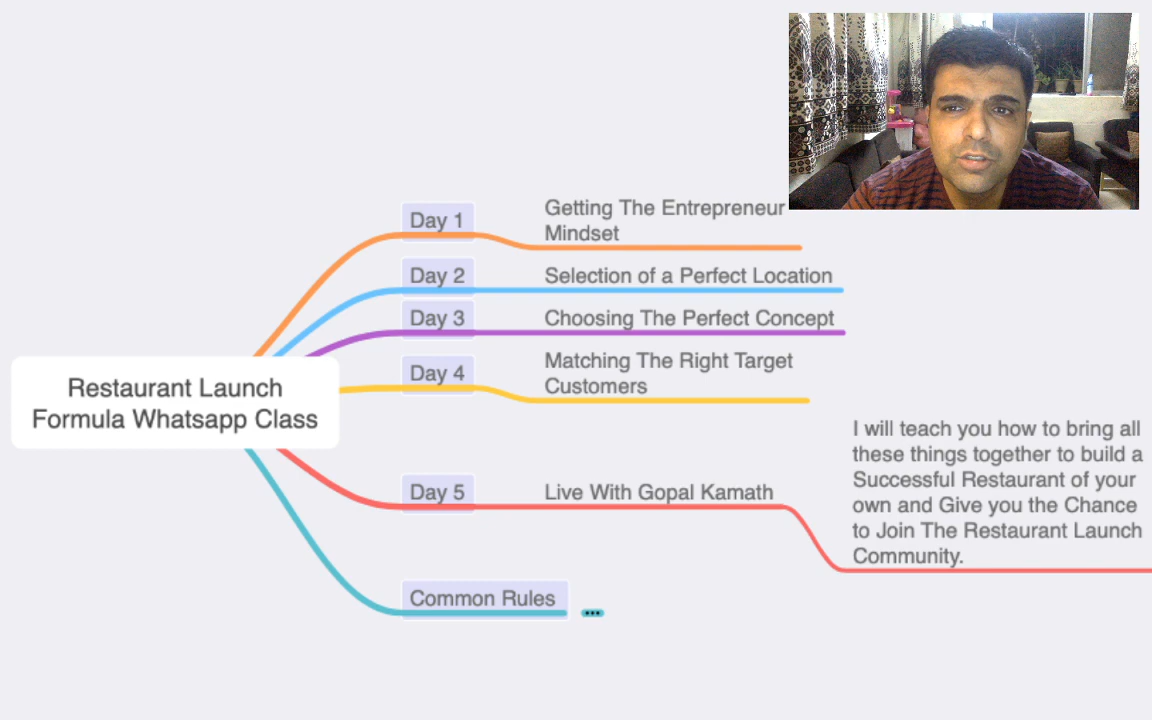 Restaurant Launch
Formula Whatsapp Class
Day 1
Getting The Entrepreneur
Mindset
Day 2
Selection of a Perfect Location
Day 3
Choosing The Perfect Concept
Day 4
Matching The Right Target
Customers
Day 5
Live With Gopal Kamath
I will teach you how to bring all
these things together to build a
Successful Restaurant of your
own and Give you the Chance
to Join The Restaurant Launch
Community.
Common Rules